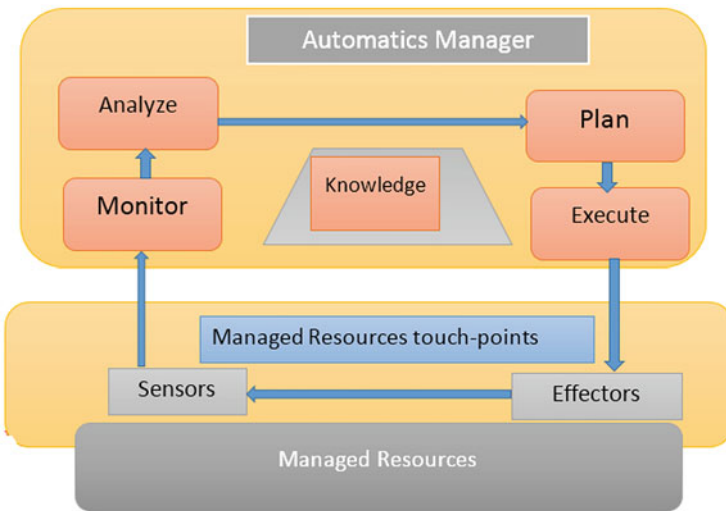 Automatics Manager
Analyze
Plan
Knowledge
Monitor
Execute
Managed Resources touch-points
Sensors
Effectors
Managed Resources